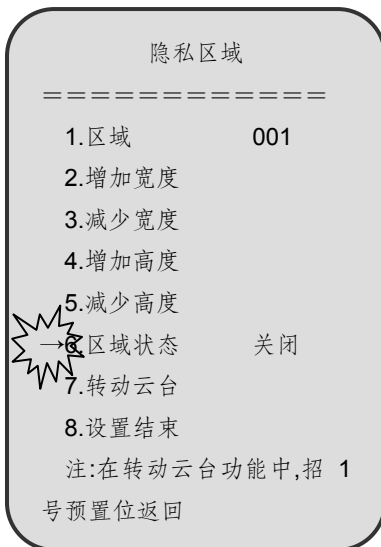 隐私区域
============
1.区域 001
2.增加宽度
3.减少宽度
4.增加高度
5.减少高度
→6.区域状态 关闭
7.转动云台
8.设置结束
注:在转动云台功能中,招 1
号预置位返回